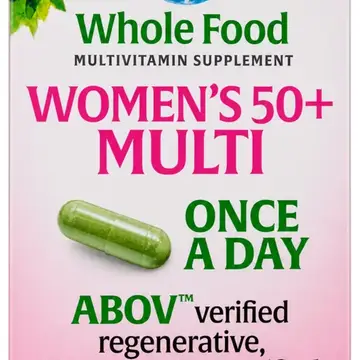 Whole Food
MULTIVITAMIN SUPPLEMENT
WOMEN'S 50+
MULTI
ONCE
A DAY
ABOV™ verified
regenerative,